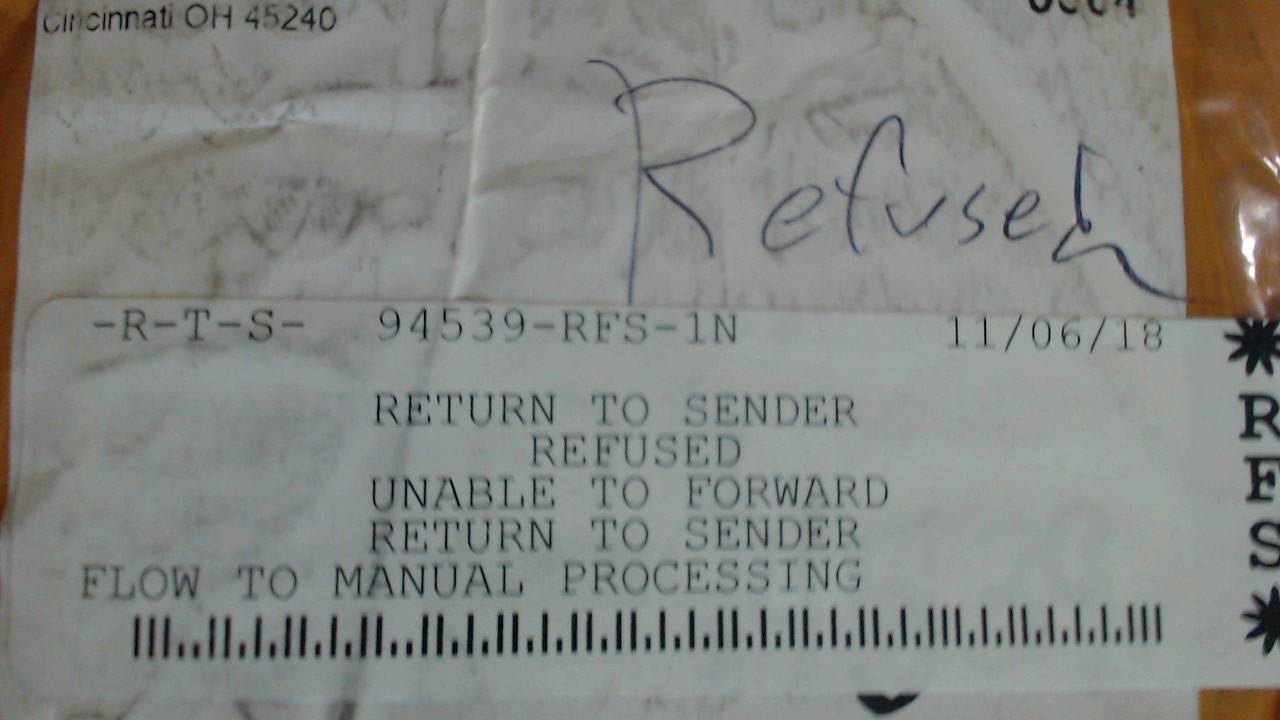 Cincinnati OH 45240
Refused
-R-T-S- 94539-RFS-1N 11/06/18
RETURN TO SENDER
REFUSED
UNABLE TO FORWARD
RETURN TO SENDER
FLOW TO MANUAL PROCESSING
* R F S *